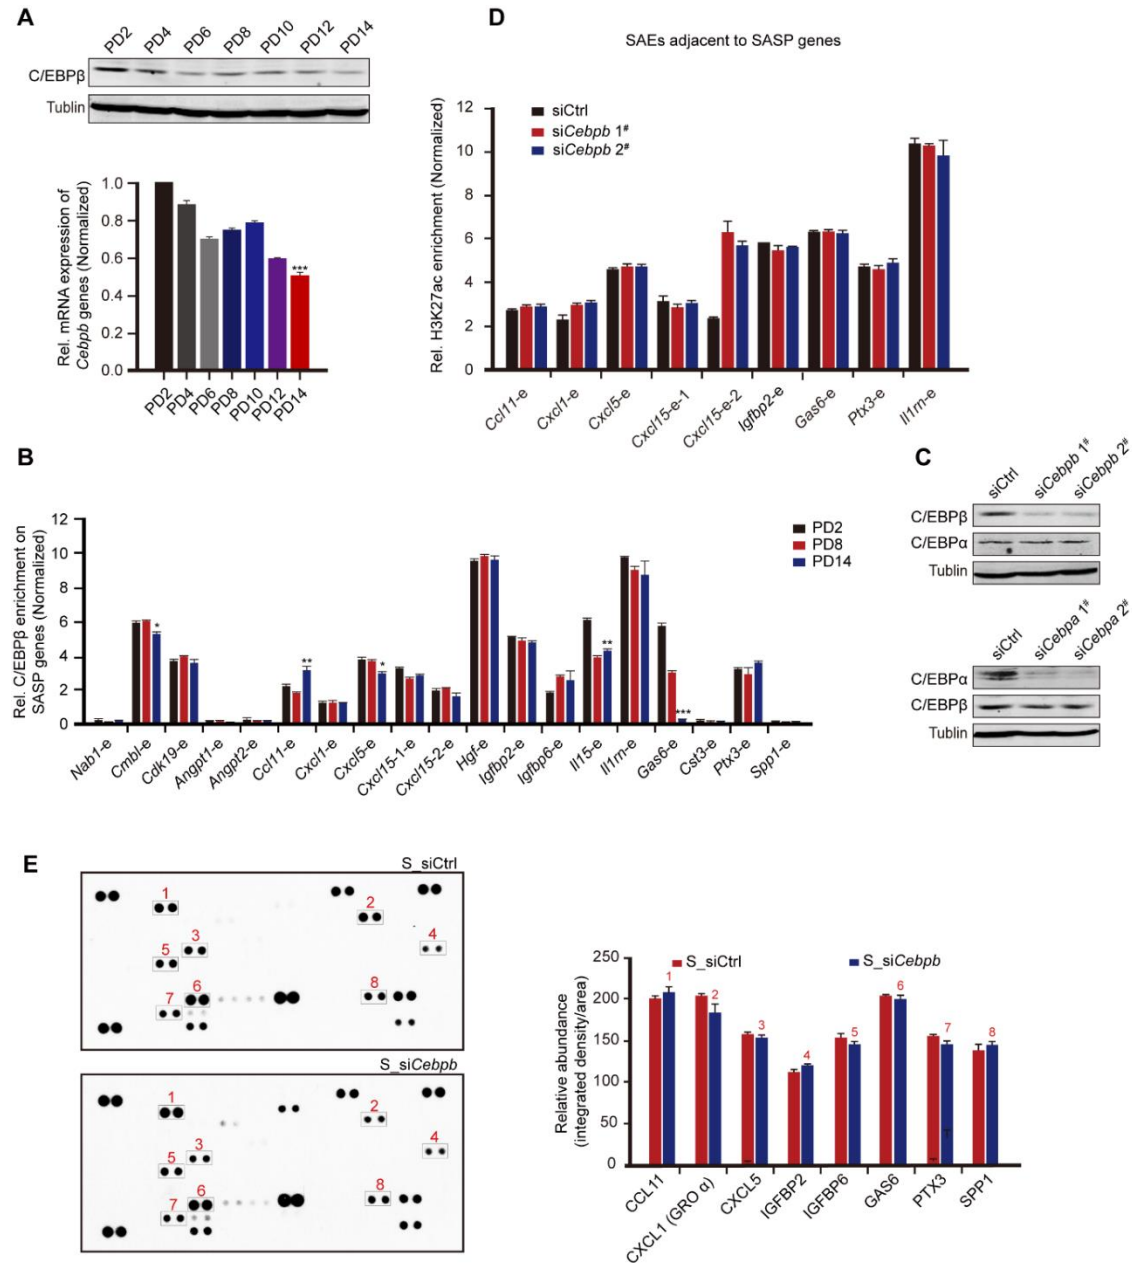 A
PD2 PD4 PD6 PD8 PD10 PD12 PD14
C/EBPβ
Tublin
Rel. mRNA expression of
Cebpb genes (Normalized)
1.0
0.8
0.6
0.4
0.2
0.0
***
PD2 PD4 PD6 PD8 PD10 PD12 PD14
D
SAEs adjacent to SASP genes
Rel. H3K27ac enrichment (Normalized)
12
10
8
6
4
2
0
siCtrl
siCebpb 1#
siCebpb 2#
Ccl11-e Cxcl1-e Cxcl5-e Cxcl15-e-1 Cxcl15-e-2 Igfbp2-e Gas6-e Ptx3-e Il1rn-e
B
Rel. C/EBPβ enrichment on
SASP genes (Normalized)
12
10
8
6
4
2
0
* ** * ** ***
PD2
PD8
PD14
Nab1-e Cmbl-e Cdk19-e Angpt1-e Angpt2-e Ccl11-e Cxcl1-e Cxcl5-e Cxcl15-1-e Cxcl15-2-e Hgf-e Igfbp2-e Igfbp6-e Il15-e Il1rn-e Gas6-e Cst3-e Ptx3-e Spp1-e
C
siCtrl siCebpb 1# siCebpb 2#
C/EBPβ
C/EBPα
Tublin
siCtrl siCebpa 1# siCebpa 2#
C/EBPα
C/EBPβ
Tublin
E
S_siCtrl
1
2
3
4
5
6
7
8
S_siCebpb
1
2
3
4
5
6
7
8
Relative abundance
(integrated density/area)
250
200
150
100
50
0
S_siCtrl
S_siCebpb
1 2 3 4 5 6 7 8
CCL11 CXCL1 (GRO α) CXCL5 IGFBP2 IGFBP6 GAS6 PTX3 SPP1